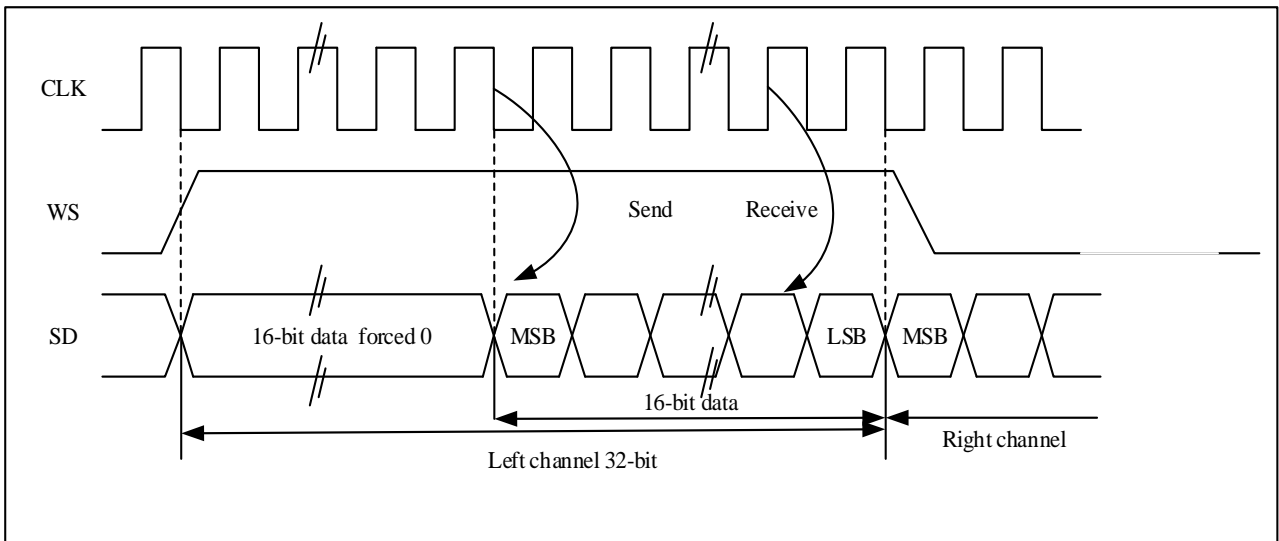 CLK
WS
Send Receive
SD
16-bit data forced 0
MSB
LSB
MSB
16-bit data
Right channel
Left channel 32-bit